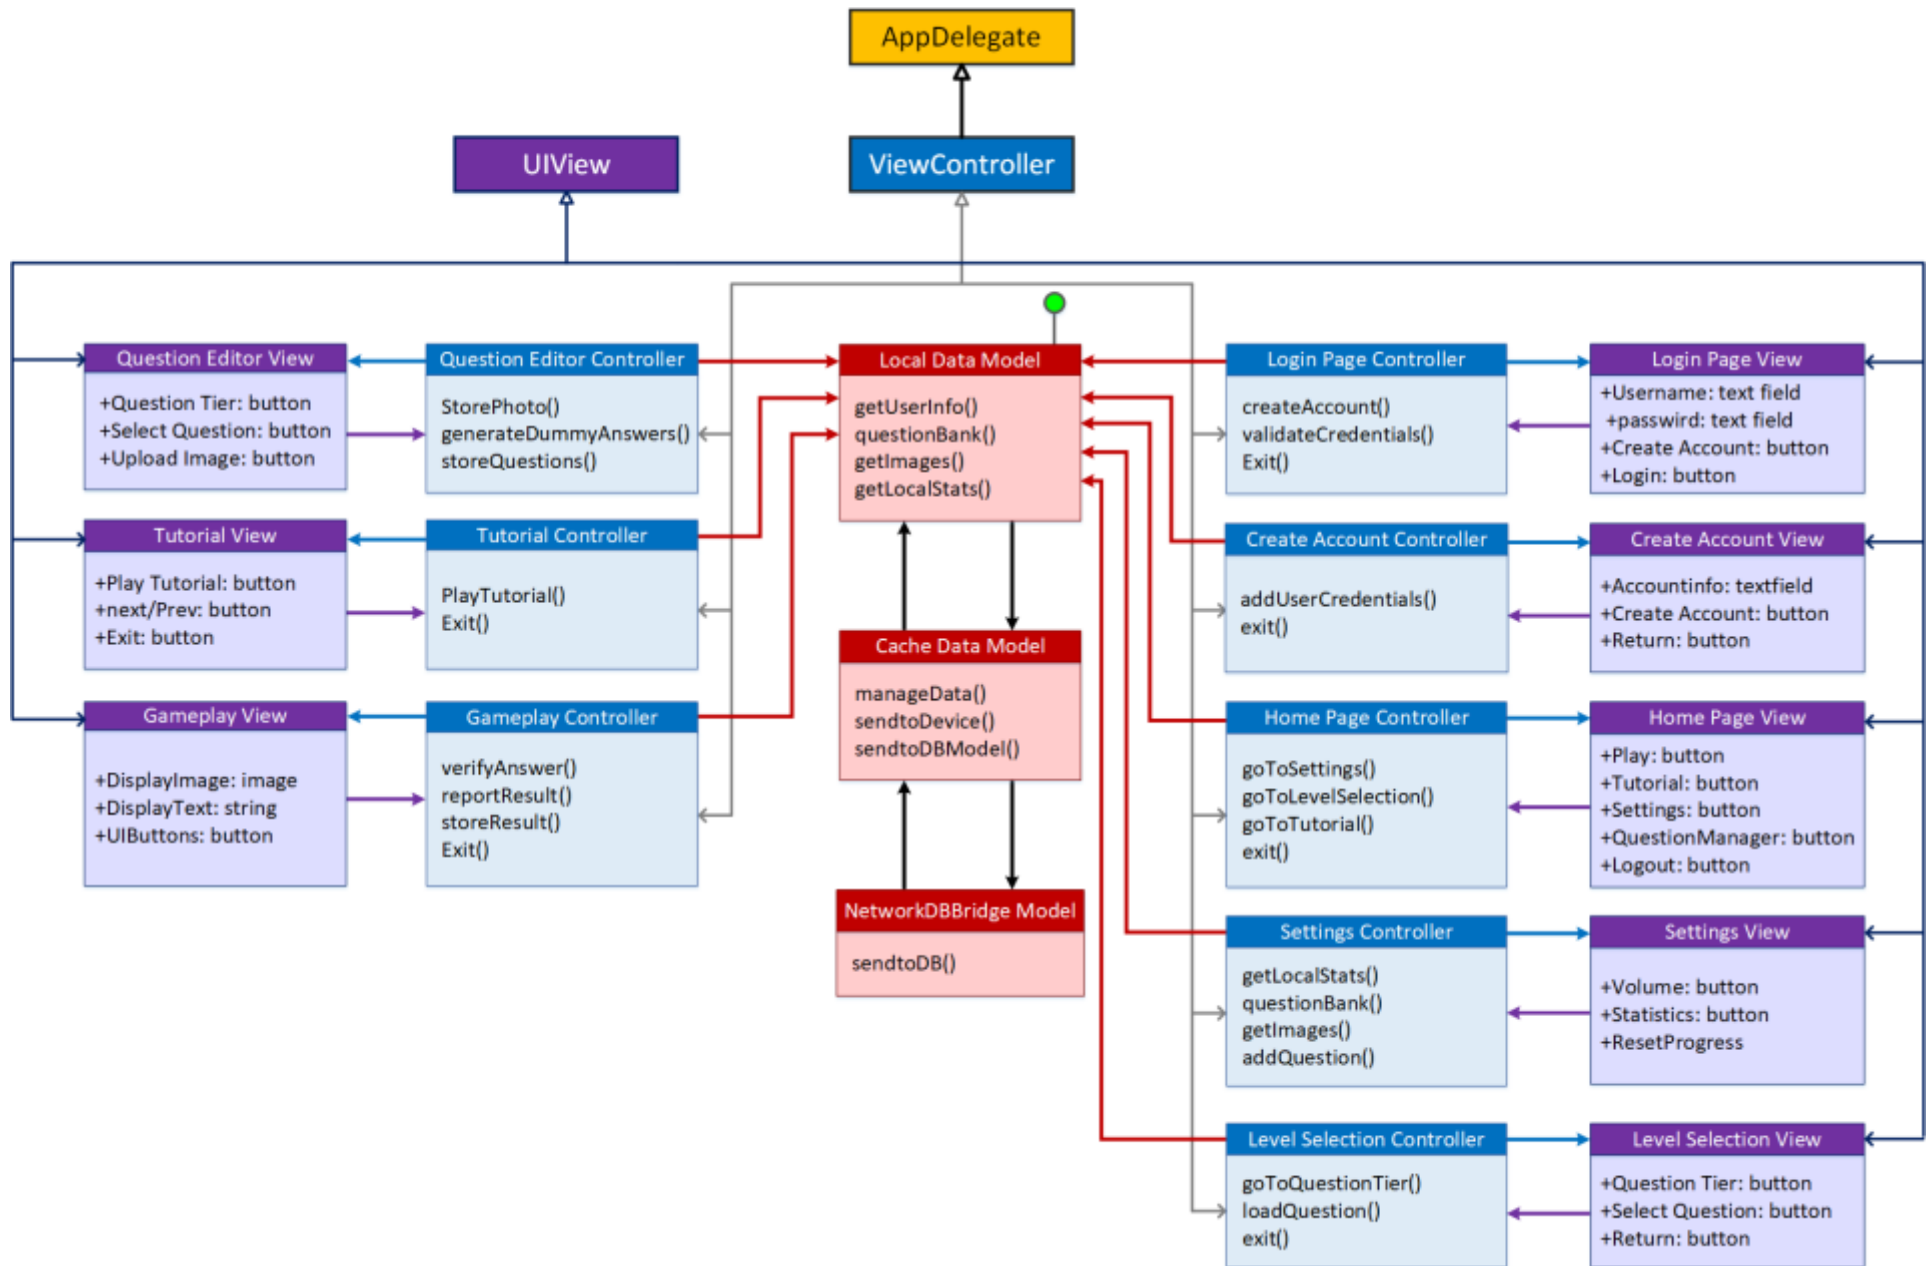 AppDelegate
UIView
ViewController
Question Editor View
+Question Tier: button
+Select Question: button
+Upload Image: button
Question Editor Controller
StorePhoto()
generateDummyAnswers()
storeQuestions()
Local Data Model
getUserInfo()
questionBank()
getImages()
getLocalStats()
Login Page Controller
createAccount()
validateCredentials()
Exit()
Login Page View
+Username: text field
+passwird: text field
+Create Account: button
+Login: button
Tutorial View
+Play Tutorial: button
+next/Prev: button
+Exit: button
Tutorial Controller
PlayTutorial()
Exit()
Create Account Controller
addUserCredentials()
exit()
Create Account View
+Accountinfo: textfield
+Create Account: button
+Return: button
Cache Data Model
manageData()
sendtoDevice()
sendtoDBModel()
Gameplay View
+DisplayImage: image
+DisplayText: string
+UIButtons: button
Gameplay Controller
verifyAnswer()
reportResult()
storeResult()
Exit()
Home Page Controller
goToSettings()
goToLevelSelection()
goToTutorial()
exit()
Home Page View
+Play: button
+Tutorial: button
+Settings: button
+QuestionManager: button
+Logout: button
NetworkDBBridge Model
sendtoDB()
Settings Controller
getLocalStats()
questionBank()
getImages()
addQuestion()
Settings View
+Volume: button
+Statistics: button
+ResetProgress
Level Selection Controller
goToQuestionTier()
loadQuestion()
exit()
Level Selection View
+Question Tier: button
+Select Question: button
+Return: button